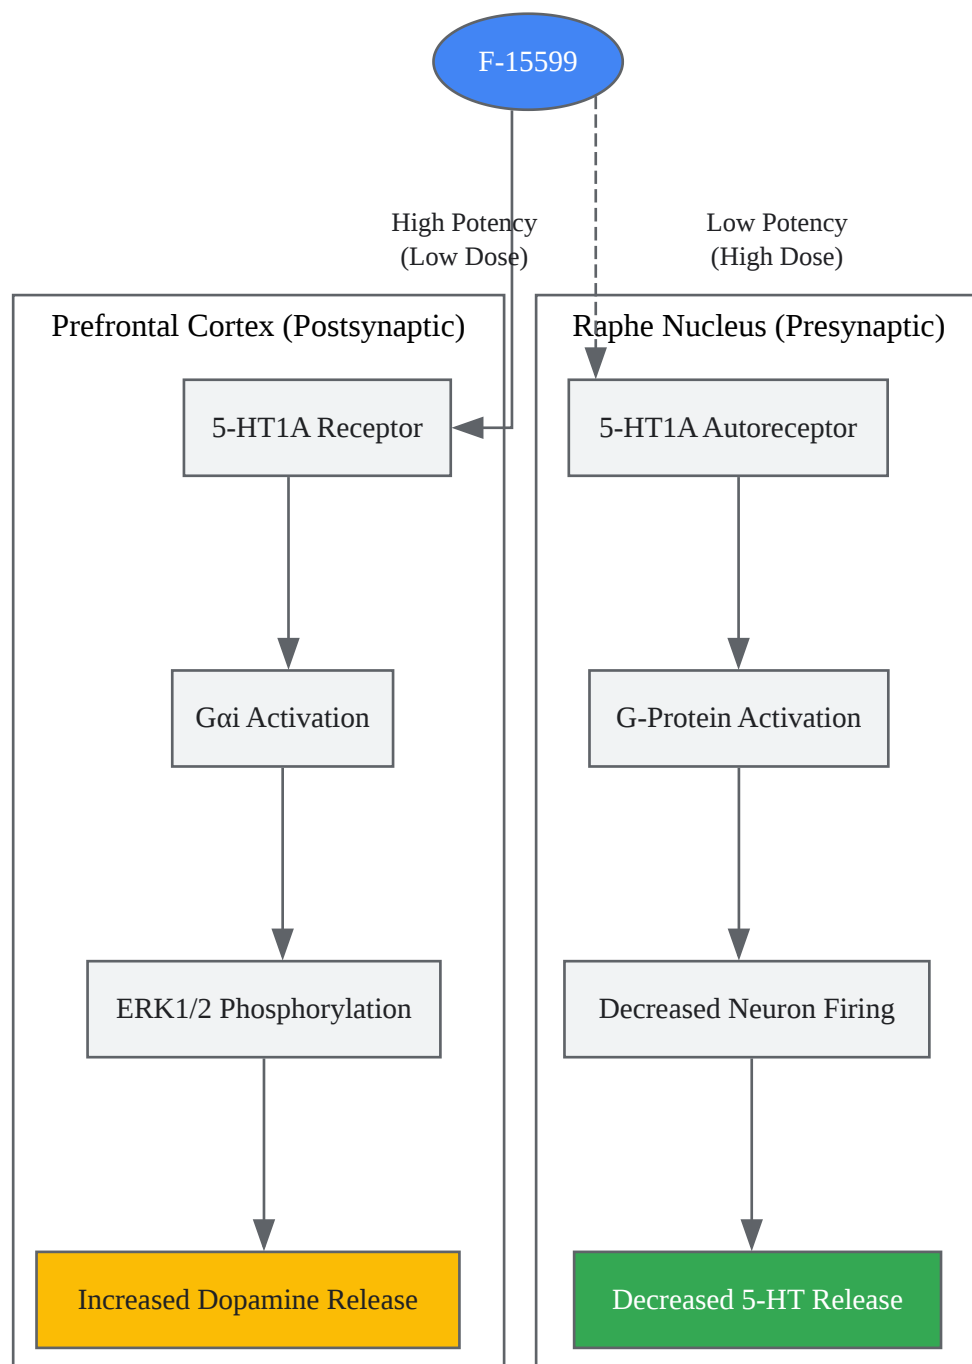 F-15599
High Potency
(Low Dose)
Low Potency
(High Dose)
Prefrontal Cortex (Postsynaptic)
5-HT1A Receptor
Gαi Activation
ERK1/2 Phosphorylation
Increased Dopamine Release
Raphe Nucleus (Presynaptic)
5-HT1A Autoreceptor
G-Protein Activation
Decreased Neuron Firing
Decreased 5-HT Release